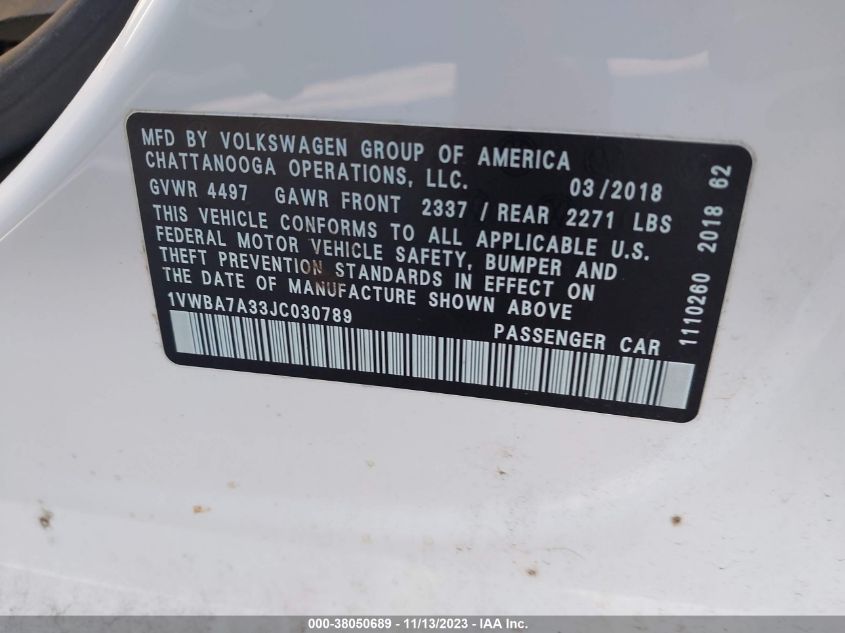 MFD BY VOLKSWAGEN GROUP OF AMERICA
CHATTANOOGA OPERATIONS, LLC. 03/2018
GVWR 4497 GAWR FRONT 2337 / REAR 2271 LBS
THIS VEHICLE CONFORMS TO ALL APPLICABLE U.S.
FEDERAL MOTOR VEHICLE SAFETY, BUMPER AND
THEFT PREVENTION STANDARDS IN EFFECT ON
THE DATE OF MANUFACTURE SHOWN ABOVE
1VWBA7A33JC030789 PASSENGER CAR
1110260 2018 62
000-38050689 - 11/13/2023 - IAA Inc.